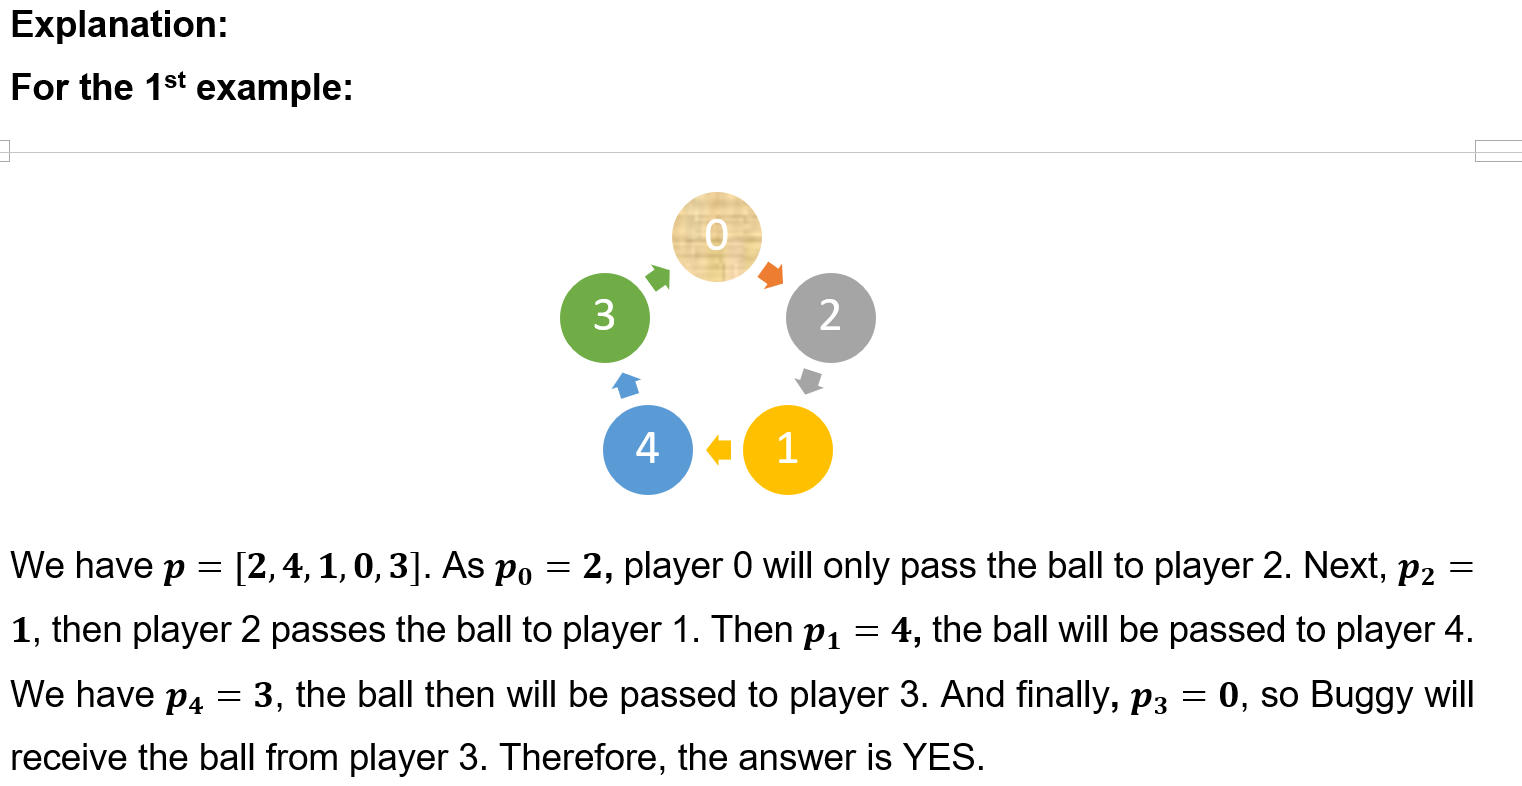 Explanation:
For the 1st example:
0
3
2
4
1
We have p = [2, 4, 1, 0, 3]. As p₀ = 2, player 0 will only pass the ball to player 2. Next, p₂ =
1, then player 2 passes the ball to player 1. Then p₁ = 4, the ball will be passed to player 4.
We have p₄ = 3, the ball then will be passed to player 3. And finally, p₃ = 0, so Buggy will
receive the ball from player 3. Therefore, the answer is YES.